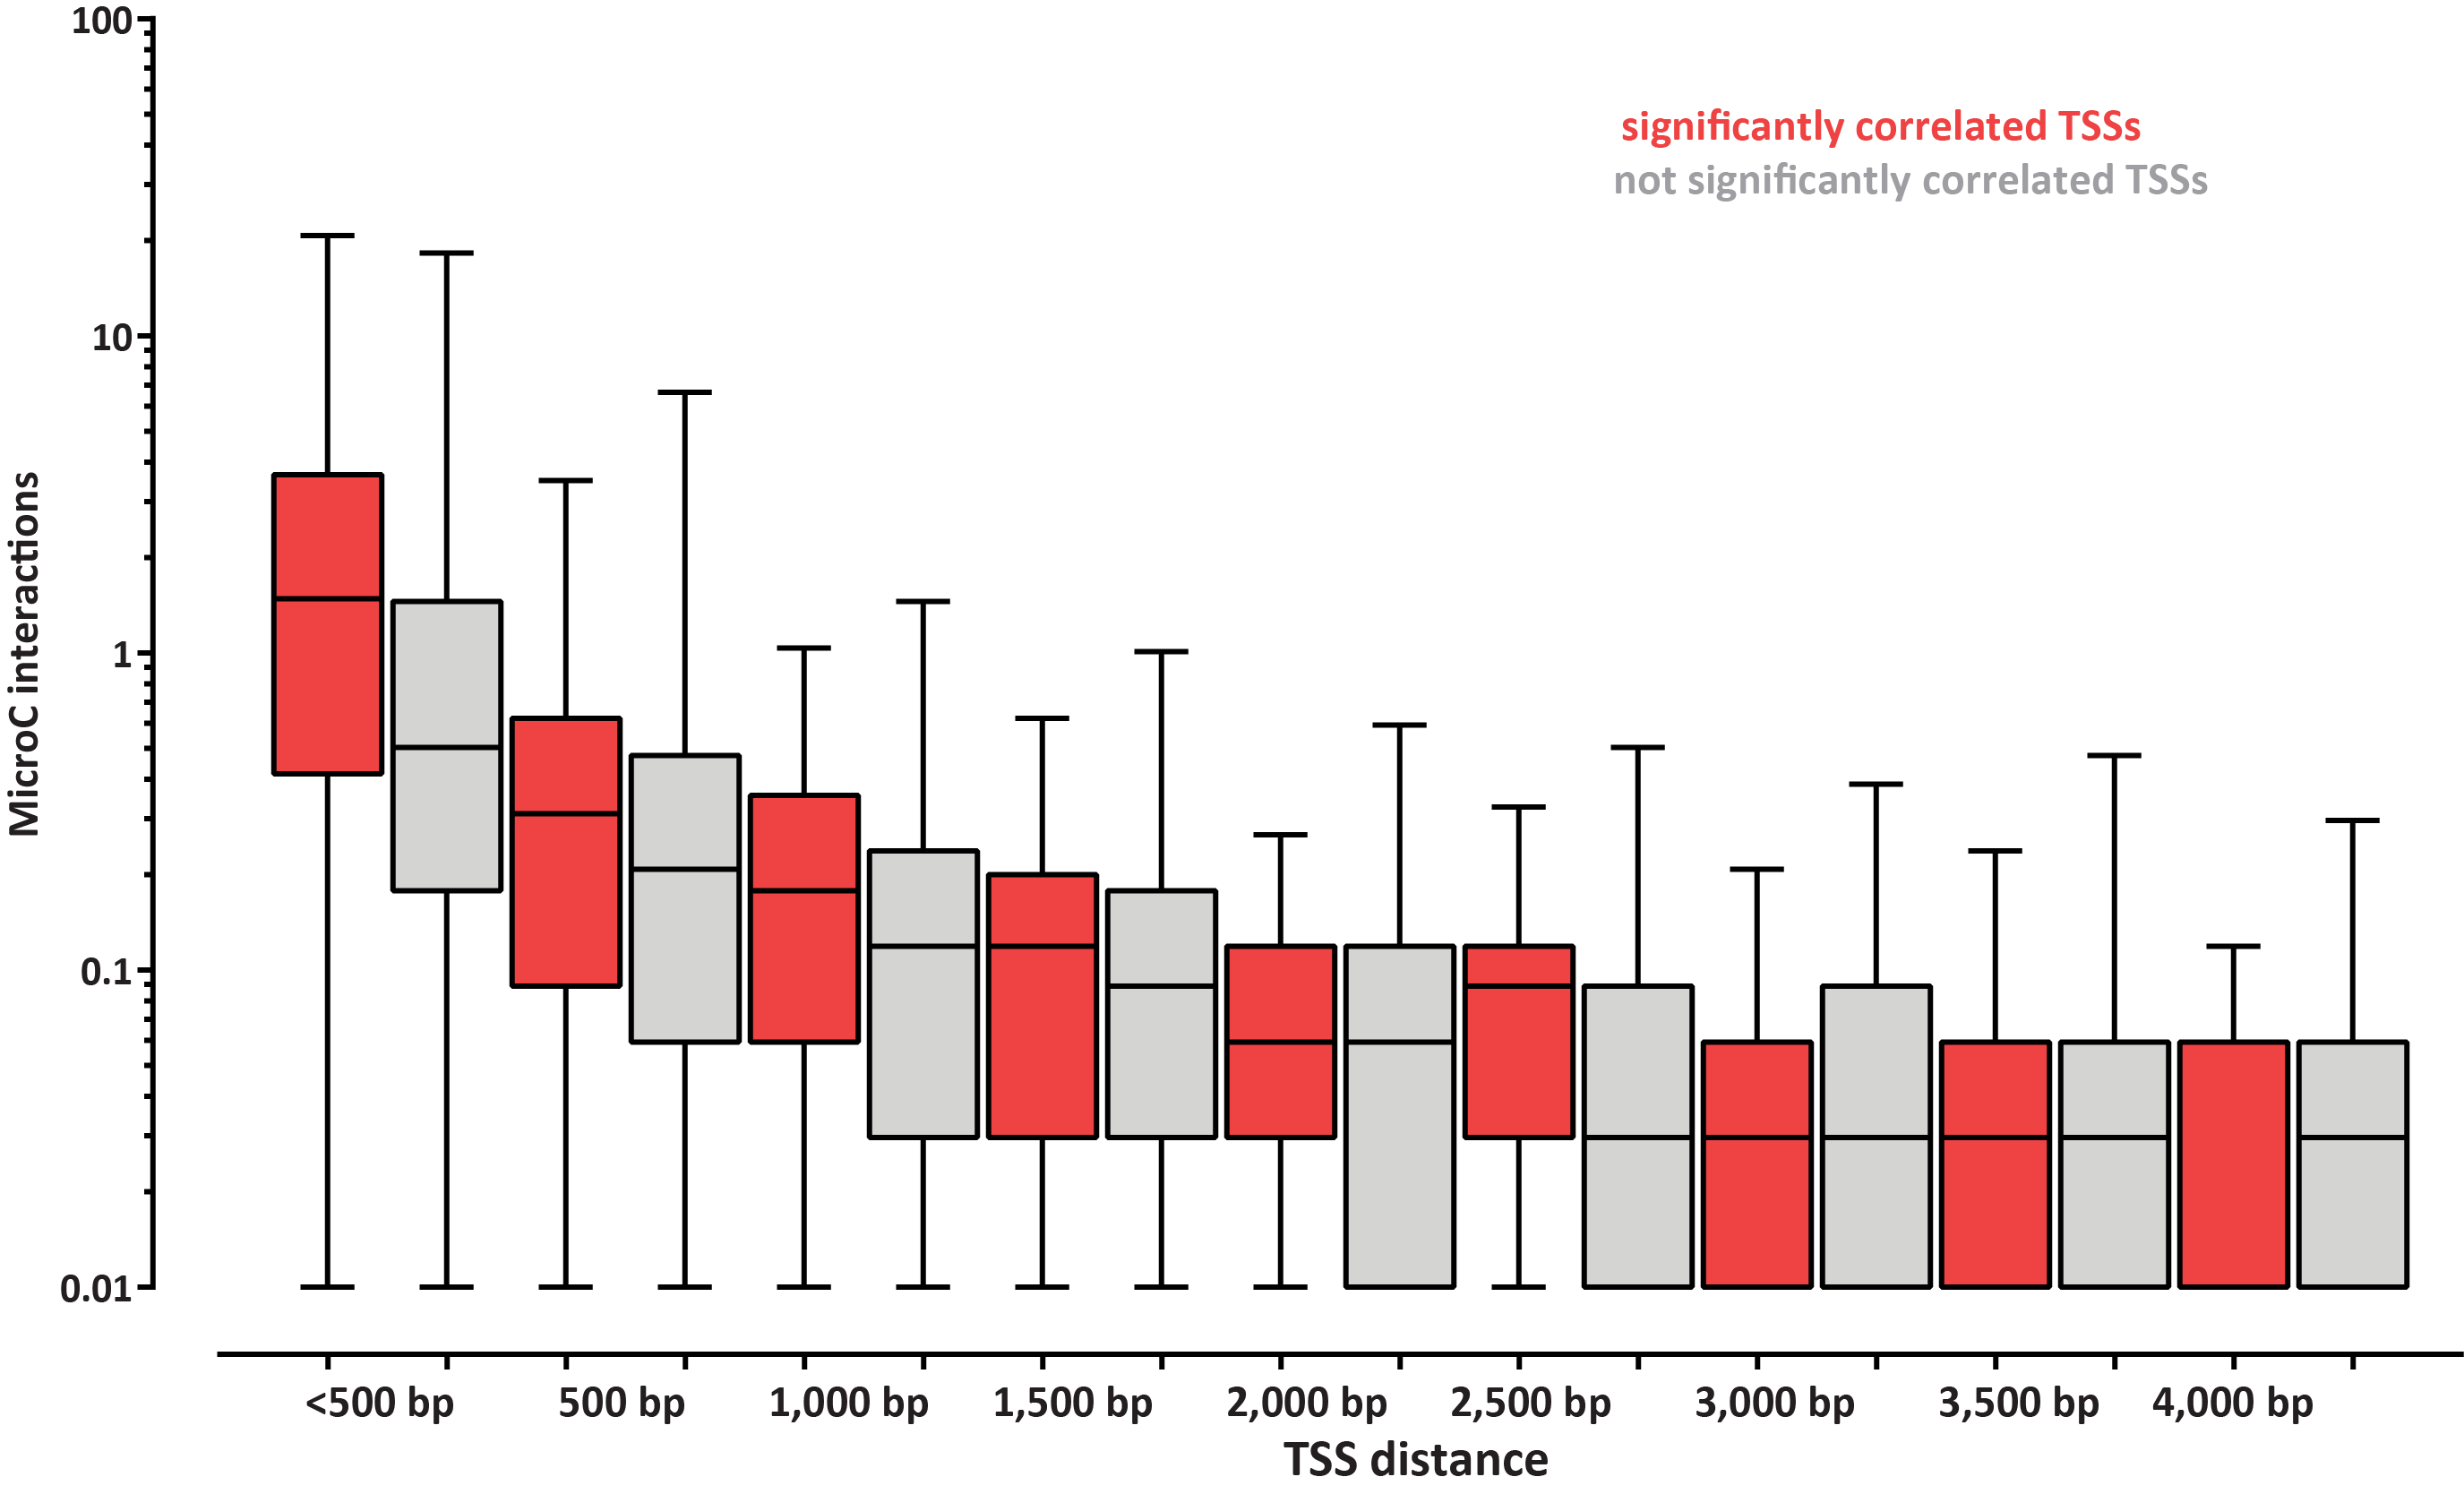 100
10
1
0.1
0.01
MicroC interactions
significantly correlated TSSs
not significantly correlated TSSs
<500 bp 500 bp 1,000 bp 1,500 bp 2,000 bp 2,500 bp 3,000 bp 3,500 bp 4,000 bp
TSS distance